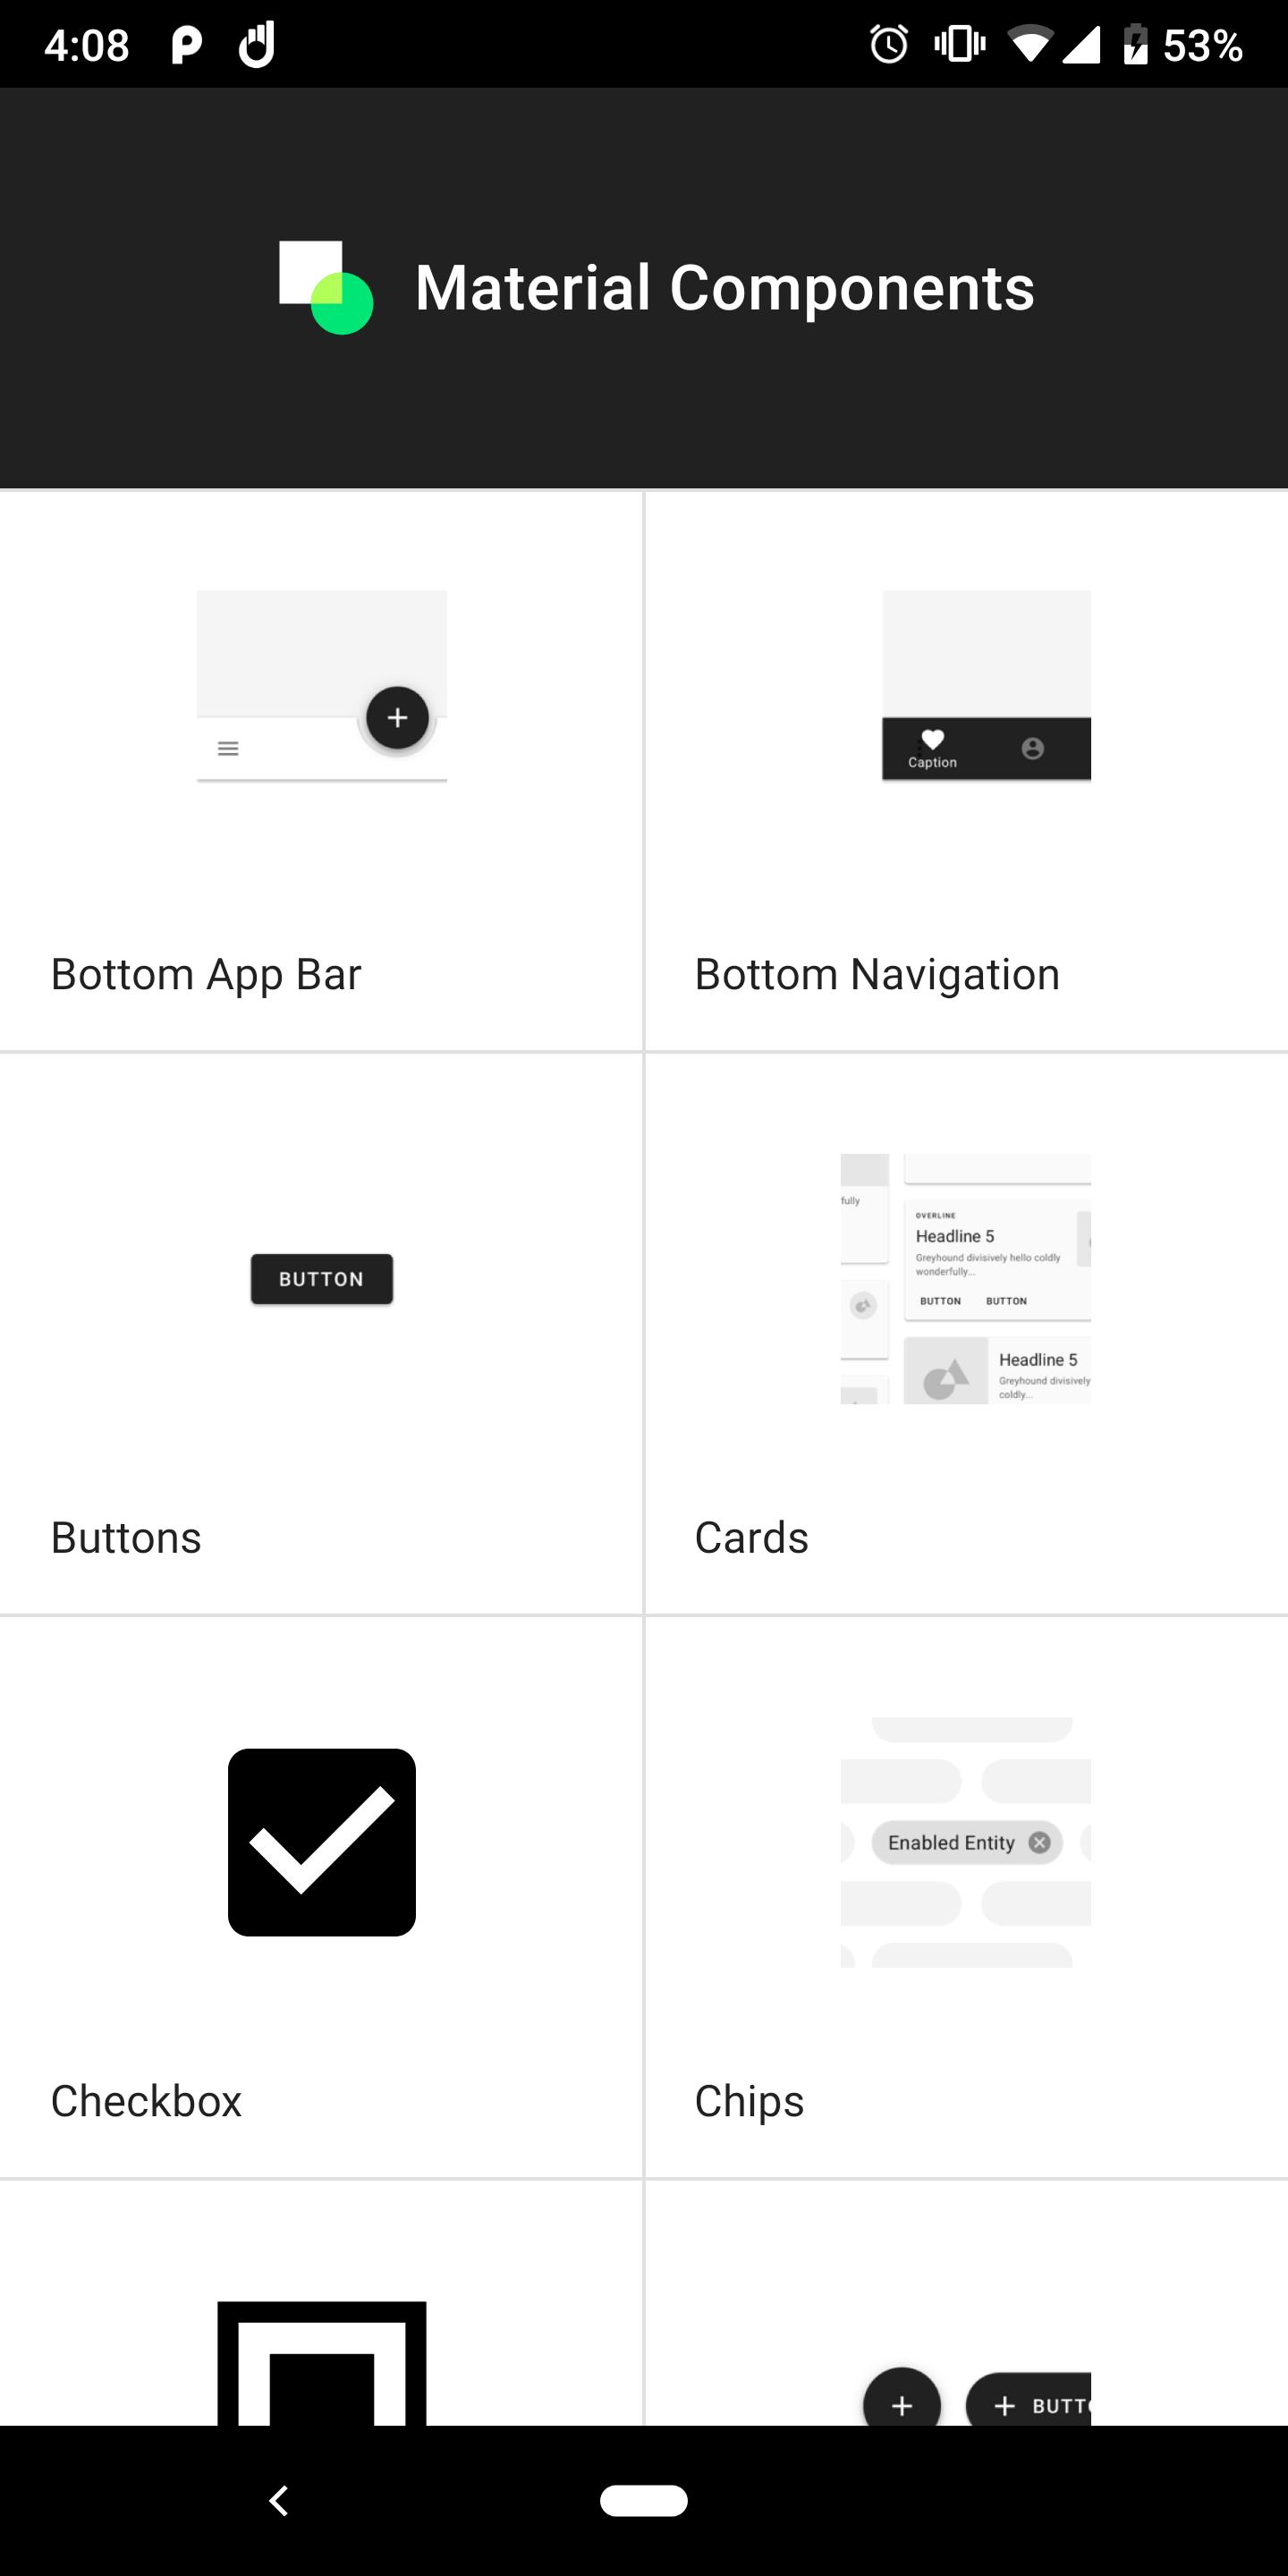 4:08
53%
Material Components
Caption
Bottom App Bar
Bottom Navigation
BUTTON
fully
OVERLINE
Headline 5
Greyhound divisively hello coldly
wonderfully...
BUTTON BUTTON
Headline 5
Greyhound divisively
coldly...
Buttons
Cards
Enabled Entity
Checkbox
Chips